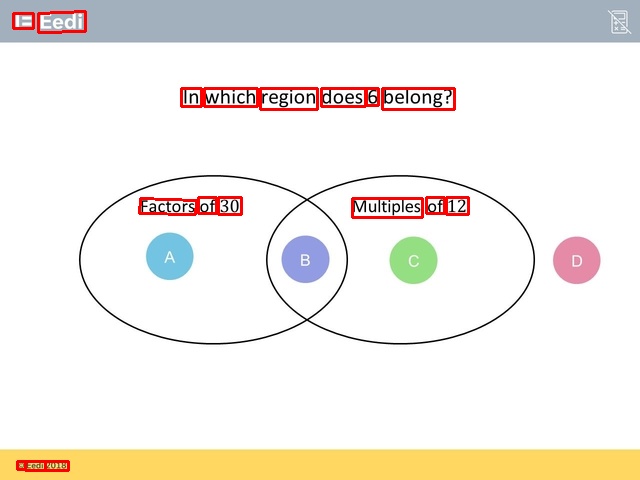 Eedi
In which region does 6 belong?
Factors of 30
Multiples of 12
A
B
C
D
© Eedi 2018